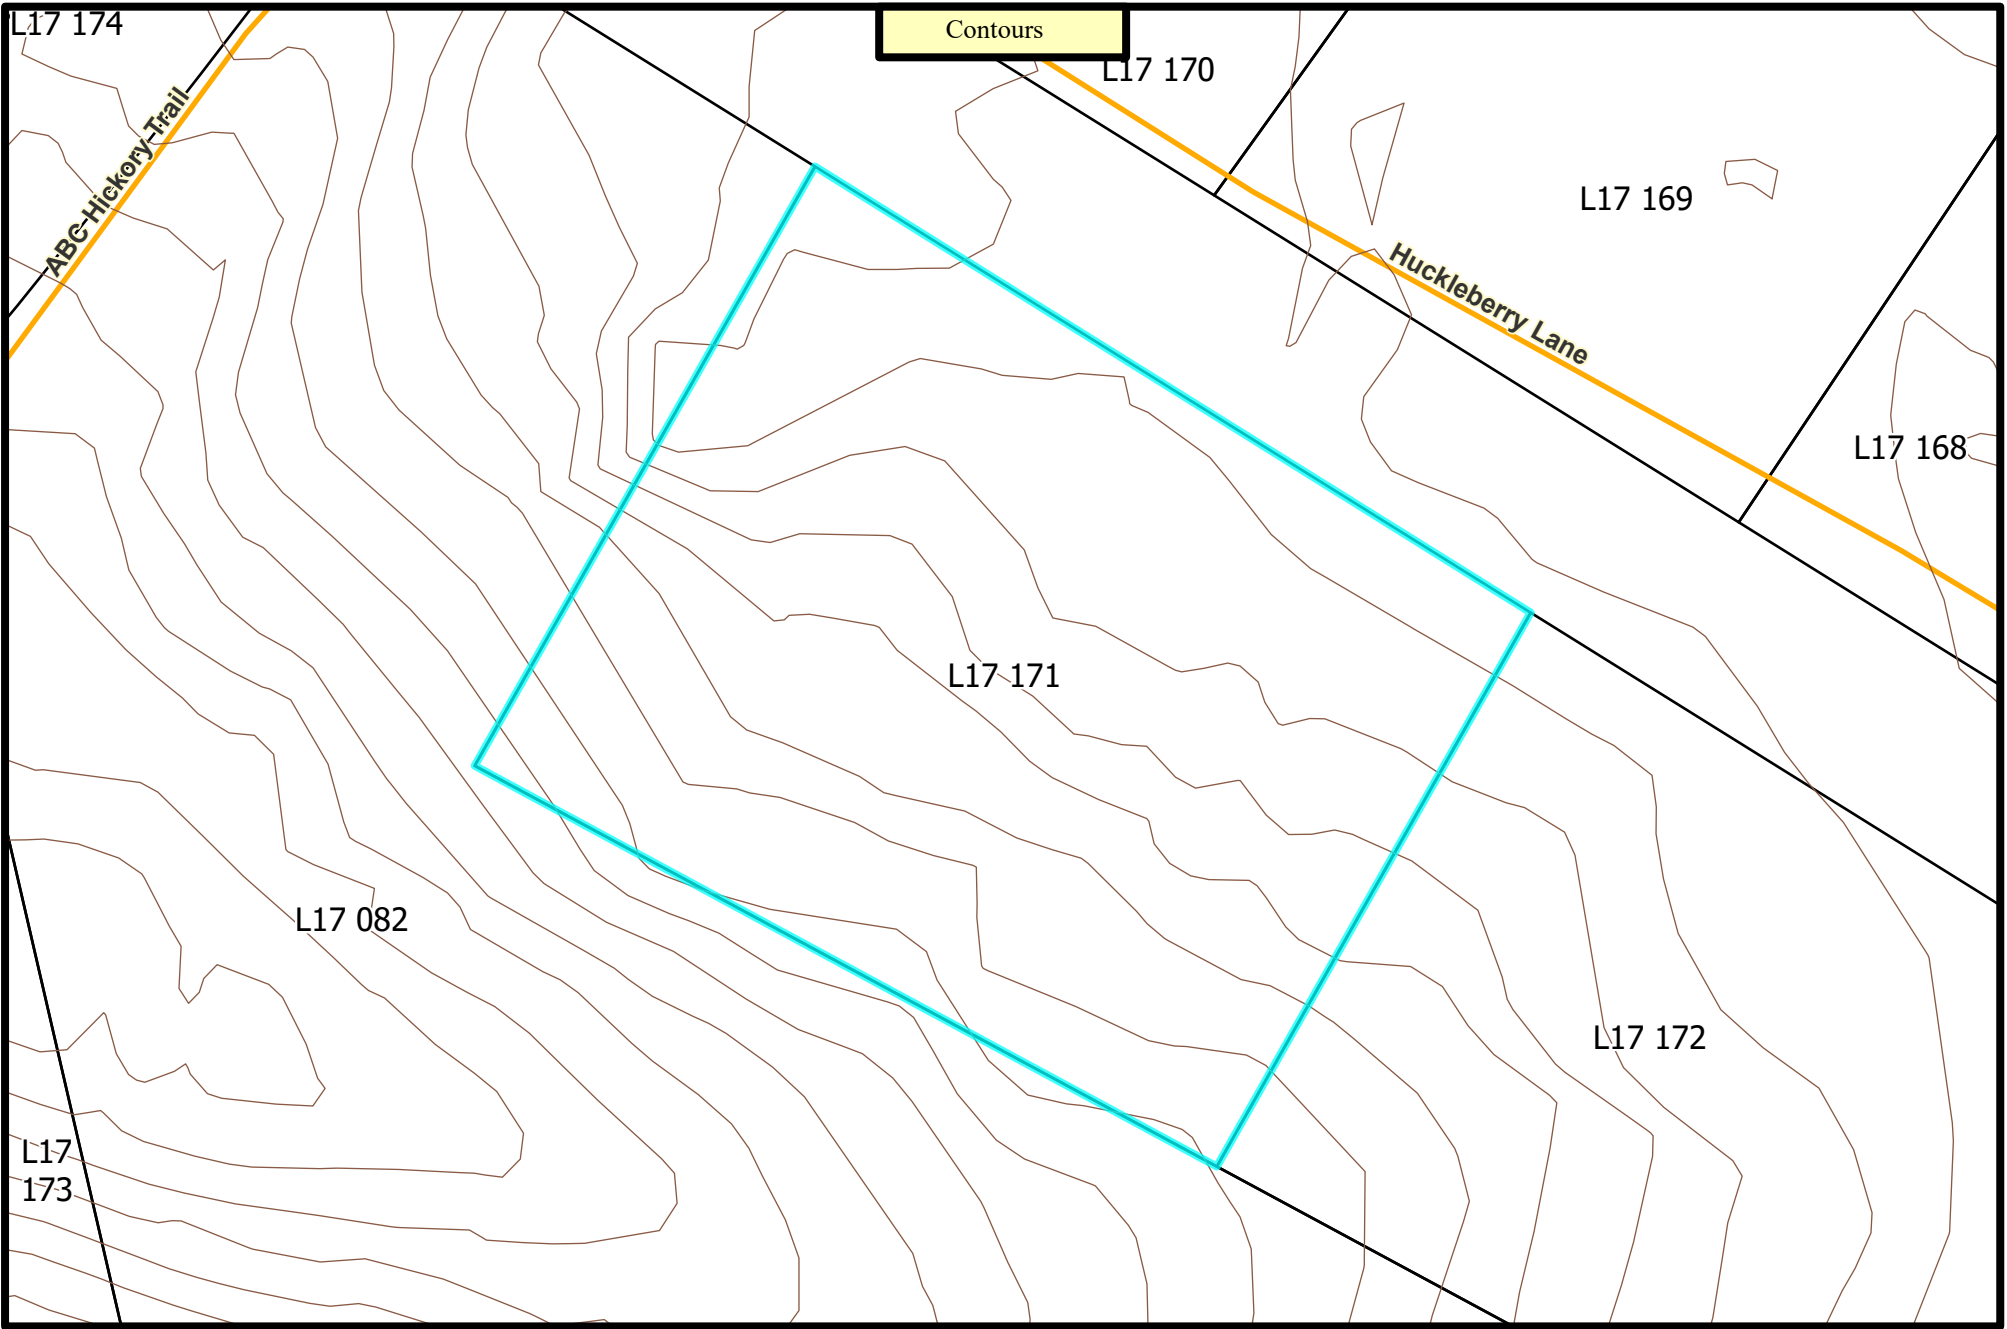 L17 174
Contours
L17 170
ABC-Hickory-Trail
L17 169
Huckleberry Lane
L17 168
L17 171
L17 082
L17 172
L17
173